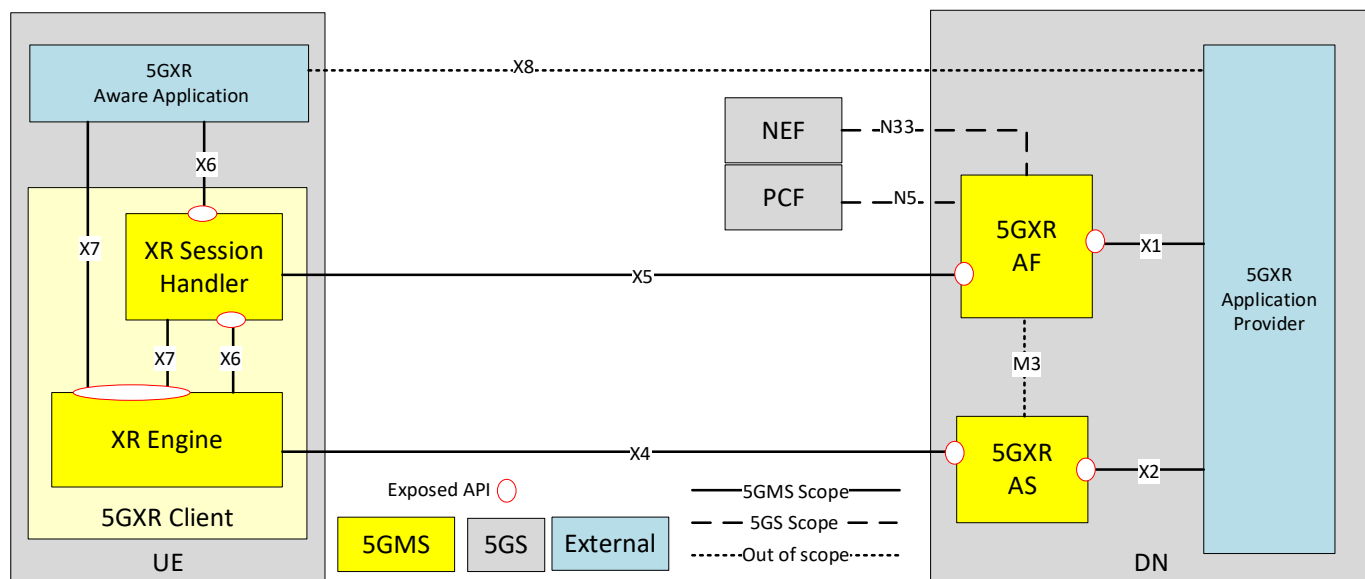 5GXR
Aware Application
X8
NEF
N33
PCF
N5
X6
X7
XR Session
Handler
X5
5GXR
AF
X1
5GXR
Application
Provider
X7
X6
M3
XR Engine
X4
5GXR
AS
X2
5GXR Client
UE
Exposed API
5GMS
5GS
External
5GMS Scope
5GS Scope
Out of scope
DN